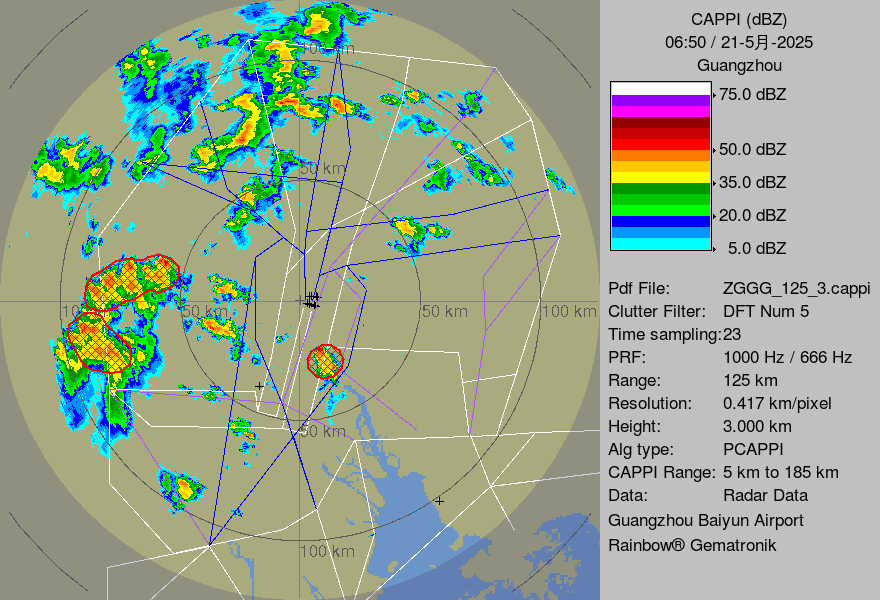 CAPPI (dBZ)
06:50 / 21-5月-2025
Guangzhou
75.0 dBZ
50.0 dBZ
35.0 dBZ
20.0 dBZ
5.0 dBZ
Pdf File: ZGGG_125_3.cappi
Clutter Filter: DFT Num 5
Time sampling:23
PRF: 1000 Hz / 666 Hz
Range: 125 km
Resolution: 0.417 km/pixel
Height: 3.000 km
Alg type: PCAPPI
CAPPI Range: 5 km to 185 km
Data: Radar Data
Guangzhou Baiyun Airport
Rainbow® Gematronik
100 km
50 km
50 km
50 km
100 km
50 km
100 km